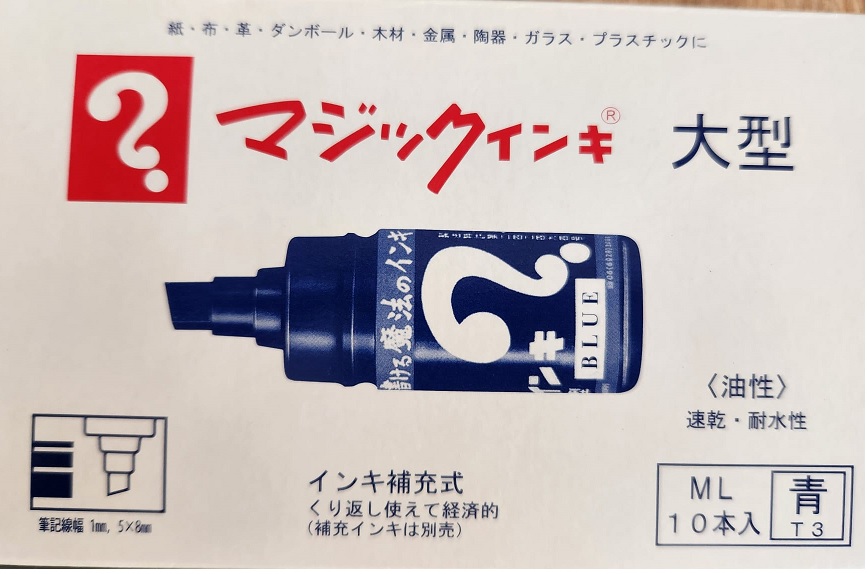 紙・布・革・ダンボール・木材・金属・陶器・ガラス・プラスチックに
?
マジックインキ®
大型
書ける魔法のインキ
?
インキ
BLUE
〈油性〉
速乾・耐水性
筆記線幅 1mm, 5×8mm
インキ補充式
くり返し使えて経済的
(補充インキは別売)
ML
10本入
青
T3